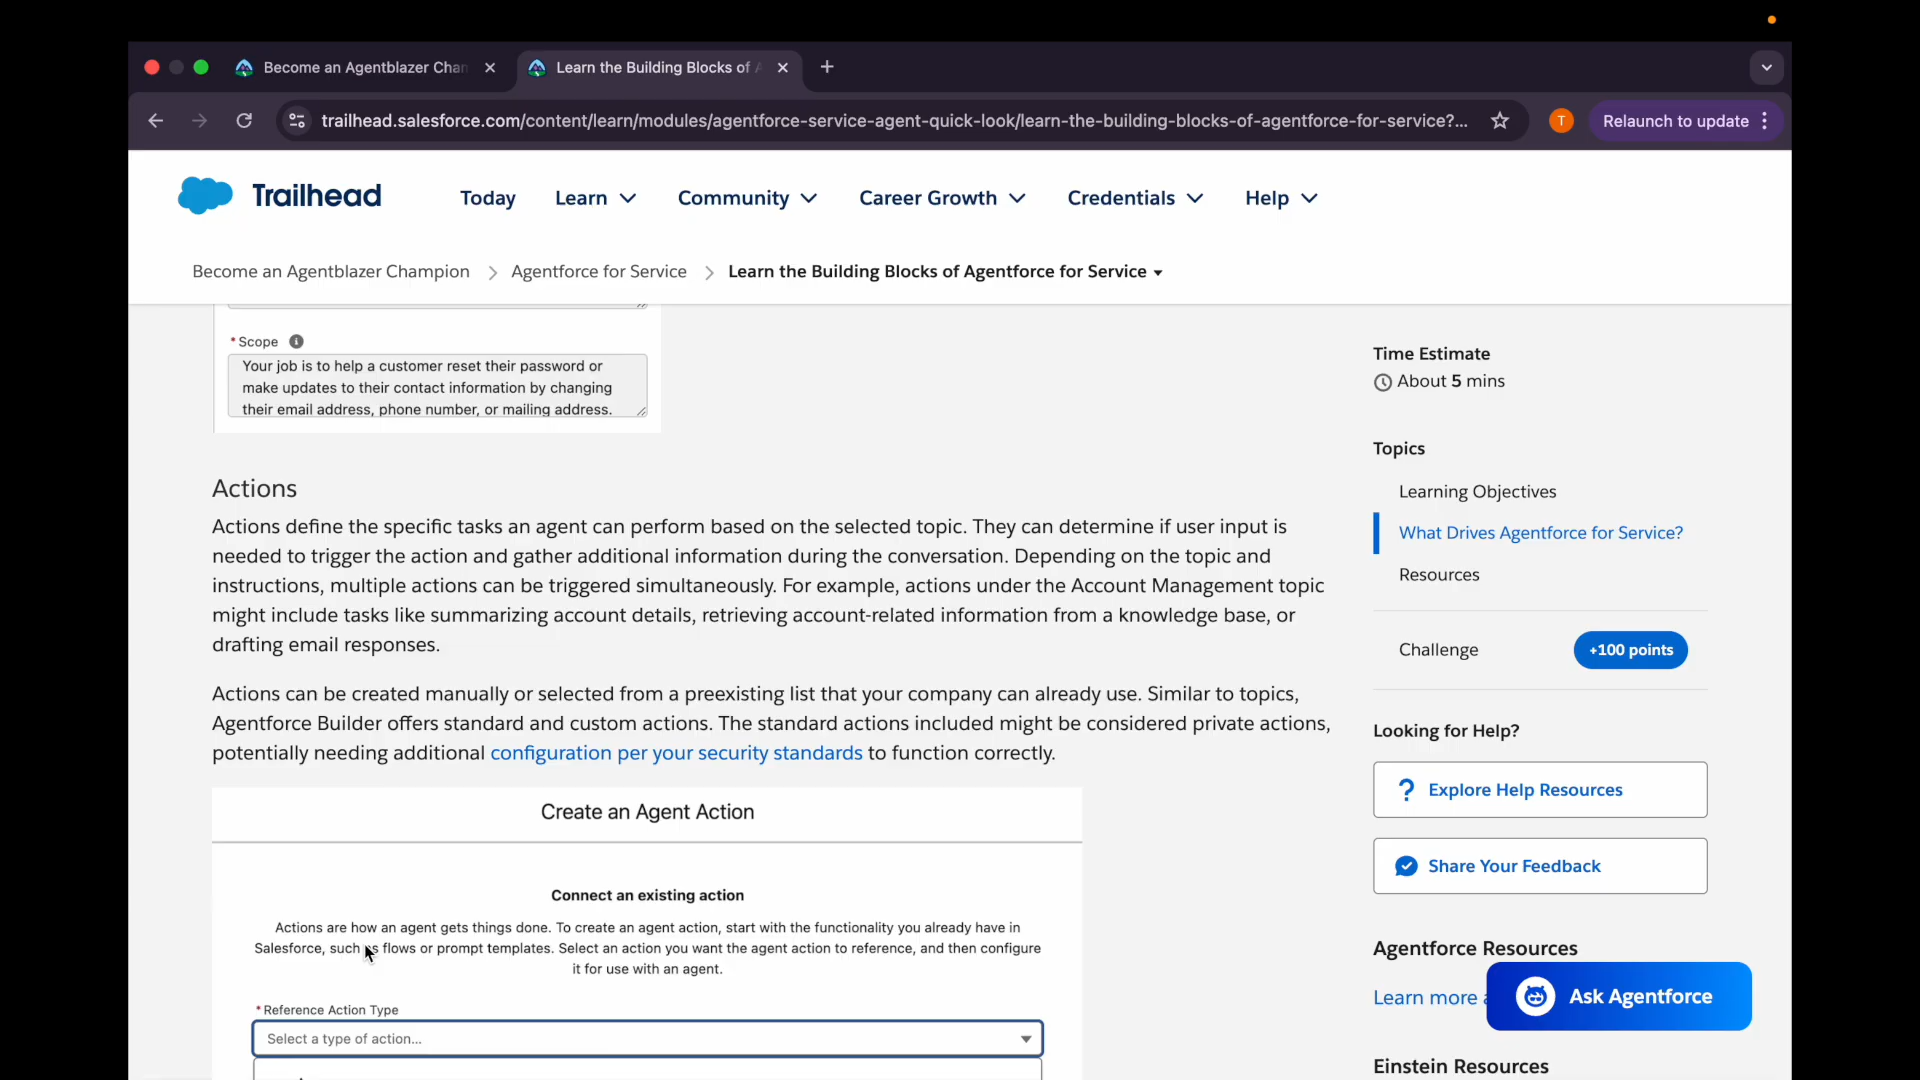 Become an Agentblazer Chan
Learn the Building Blocks of A
trailhead.salesforce.com/content/learn/modules/agentforce-service-agent-quick-look/learn-the-building-blocks-of-agentforce-for-service?...
T
Relaunch to update
Trailhead
Today
Learn
Community
Career Growth
Credentials
Help
Become an Agentblazer Champion
Agentforce for Service
Learn the Building Blocks of Agentforce for Service
* Scope
Your job is to help a customer reset their password or
make updates to their contact information by changing
their email address, phone number, or mailing address.
Actions
Actions define the specific tasks an agent can perform based on the selected topic. They can determine if user input is
needed to trigger the action and gather additional information during the conversation. Depending on the topic and
instructions, multiple actions can be triggered simultaneously. For example, actions under the Account Management topic
might include tasks like summarizing account details, retrieving account-related information from a knowledge base, or
drafting email responses.
Actions can be created manually or selected from a preexisting list that your company can already use. Similar to topics,
Agentforce Builder offers standard and custom actions. The standard actions included might be considered private actions,
potentially needing additional configuration per your security standards to function correctly.
Create an Agent Action
Connect an existing action
Actions are how an agent gets things done. To create an agent action, start with the functionality you already have in
Salesforce, such as flows or prompt templates. Select an action you want the agent action to reference, and then configure
it for use with an agent.
* Reference Action Type
Select a type of action...
Time Estimate
About 5 mins
Topics
Learning Objectives
What Drives Agentforce for Service?
Resources
Challenge
+100 points
Looking for Help?
Explore Help Resources
Share Your Feedback
Agentforce Resources
Learn more
Ask Agentforce
Einstein Resources